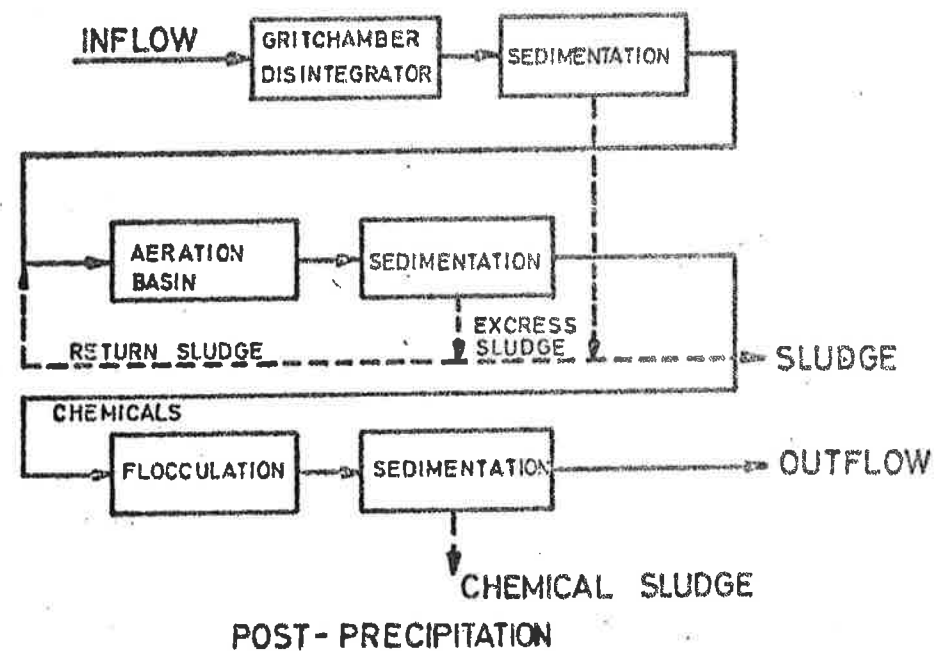 INFLOW
GRITCHAMBER
DISINTEGRATOR
SEDIMENTATION
AERATION
BASIN
SEDIMENTATION
EXCRESS
SLUDGE
RETURN SLUDGE
SLUDGE
CHEMICALS
FLOCCULATION
SEDIMENTATION
OUTFLOW
CHEMICAL SLUDGE
POST-PRECIPITATION